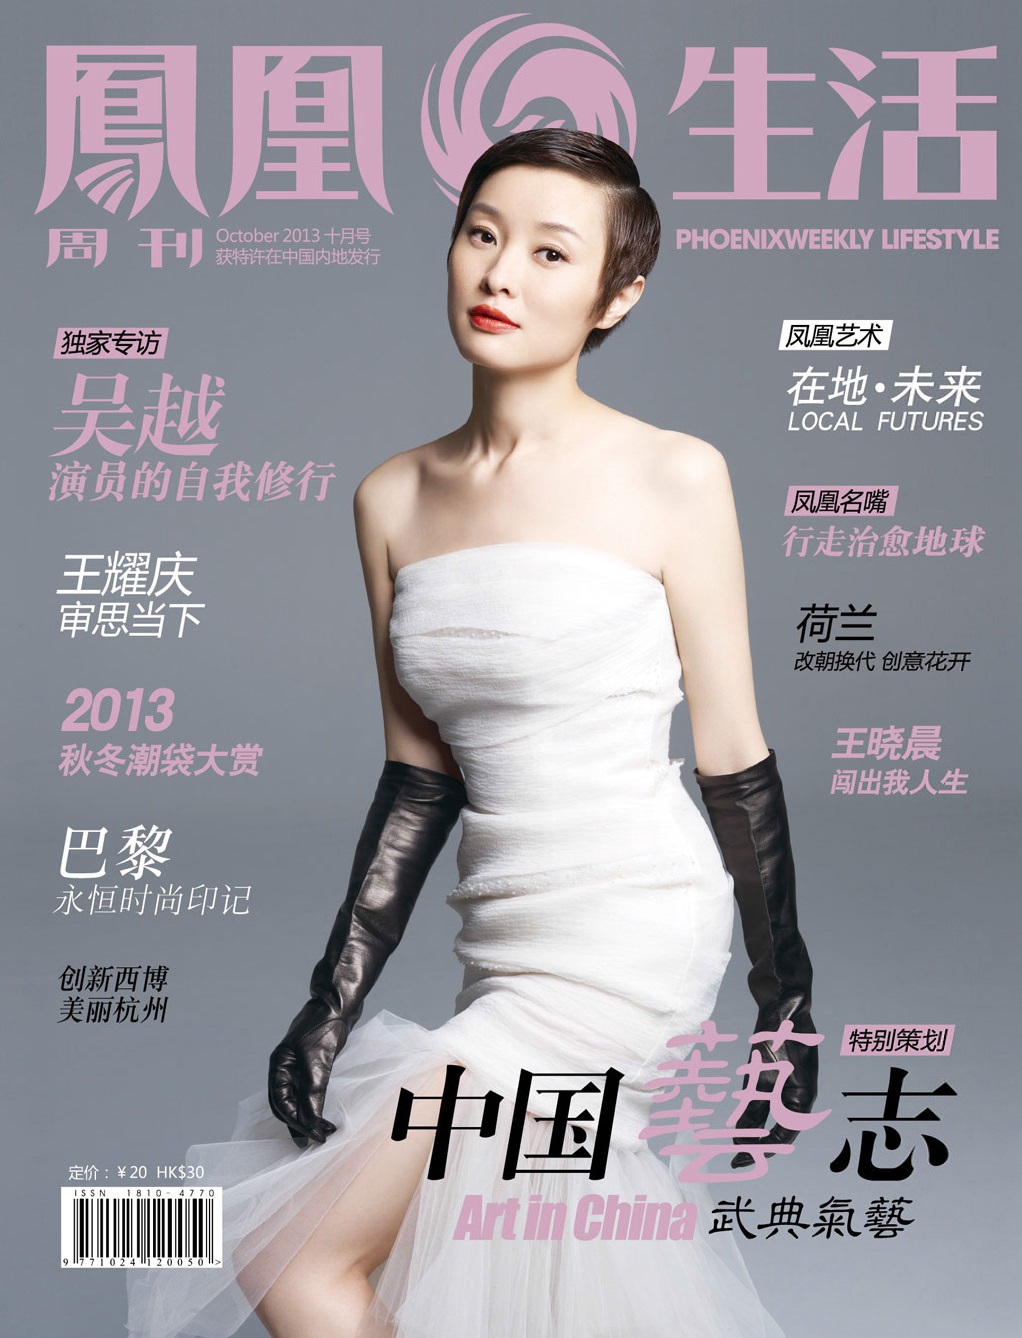 鳳凰生活
周刊
October 2013 十月号
获特许在中国内地发行
PHOENIXWEEKLY LIFESTYLE
独家专访
吴越
演员的自我修行
王耀庆
审思当下
2013
秋冬潮袋大赏
巴黎
永恒时尚印记
创新西博
美丽杭州
凤凰艺术
在地·未来
LOCAL FUTURES
凤凰名嘴
行走治愈地球
荷兰
改朝换代 创意花开
王晓晨
闯出我人生
特别策划
中国藝志
Art in China 武典氣藝
定价：￥20 HK$30
ISSN 1810-4770
9 771024 120050 >